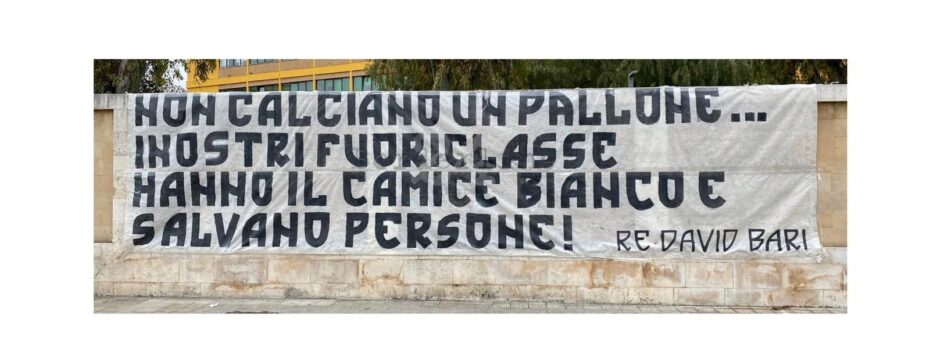 NON CALCIANO UN PALLONE...
I NOSTRI FUORICLASSE
HANNO IL CAMICE BIANCO E
SALVANO PERSONE!
RE DAVID BARI